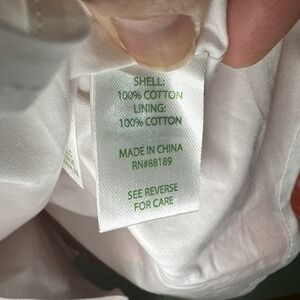 SHELL:
100% COTTON
LINING:
100% COTTON
MADE IN CHINA
RN#88189
SEE REVERSE
FOR CARE